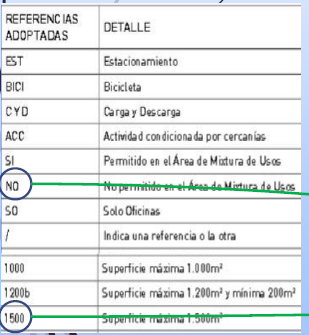 REFERENCIAS ADOPTADAS DETALLE
EST Estacionamiento
BICI Bicicleta
CYD Carga y Descarga
ACC Actividad condicionada por cercanías
SI Permitido en el Área de Mixtura de Usos
NO No permitido en el Área de Mixtura de Usos
SO Solo Oficinas
/ Indica una referencia o la otra
1000 Superficie máxima 1.000m²
1200b Superficie máxima 1.200m² y mínima 200m²
1500 Superficie máxima 1.500m²